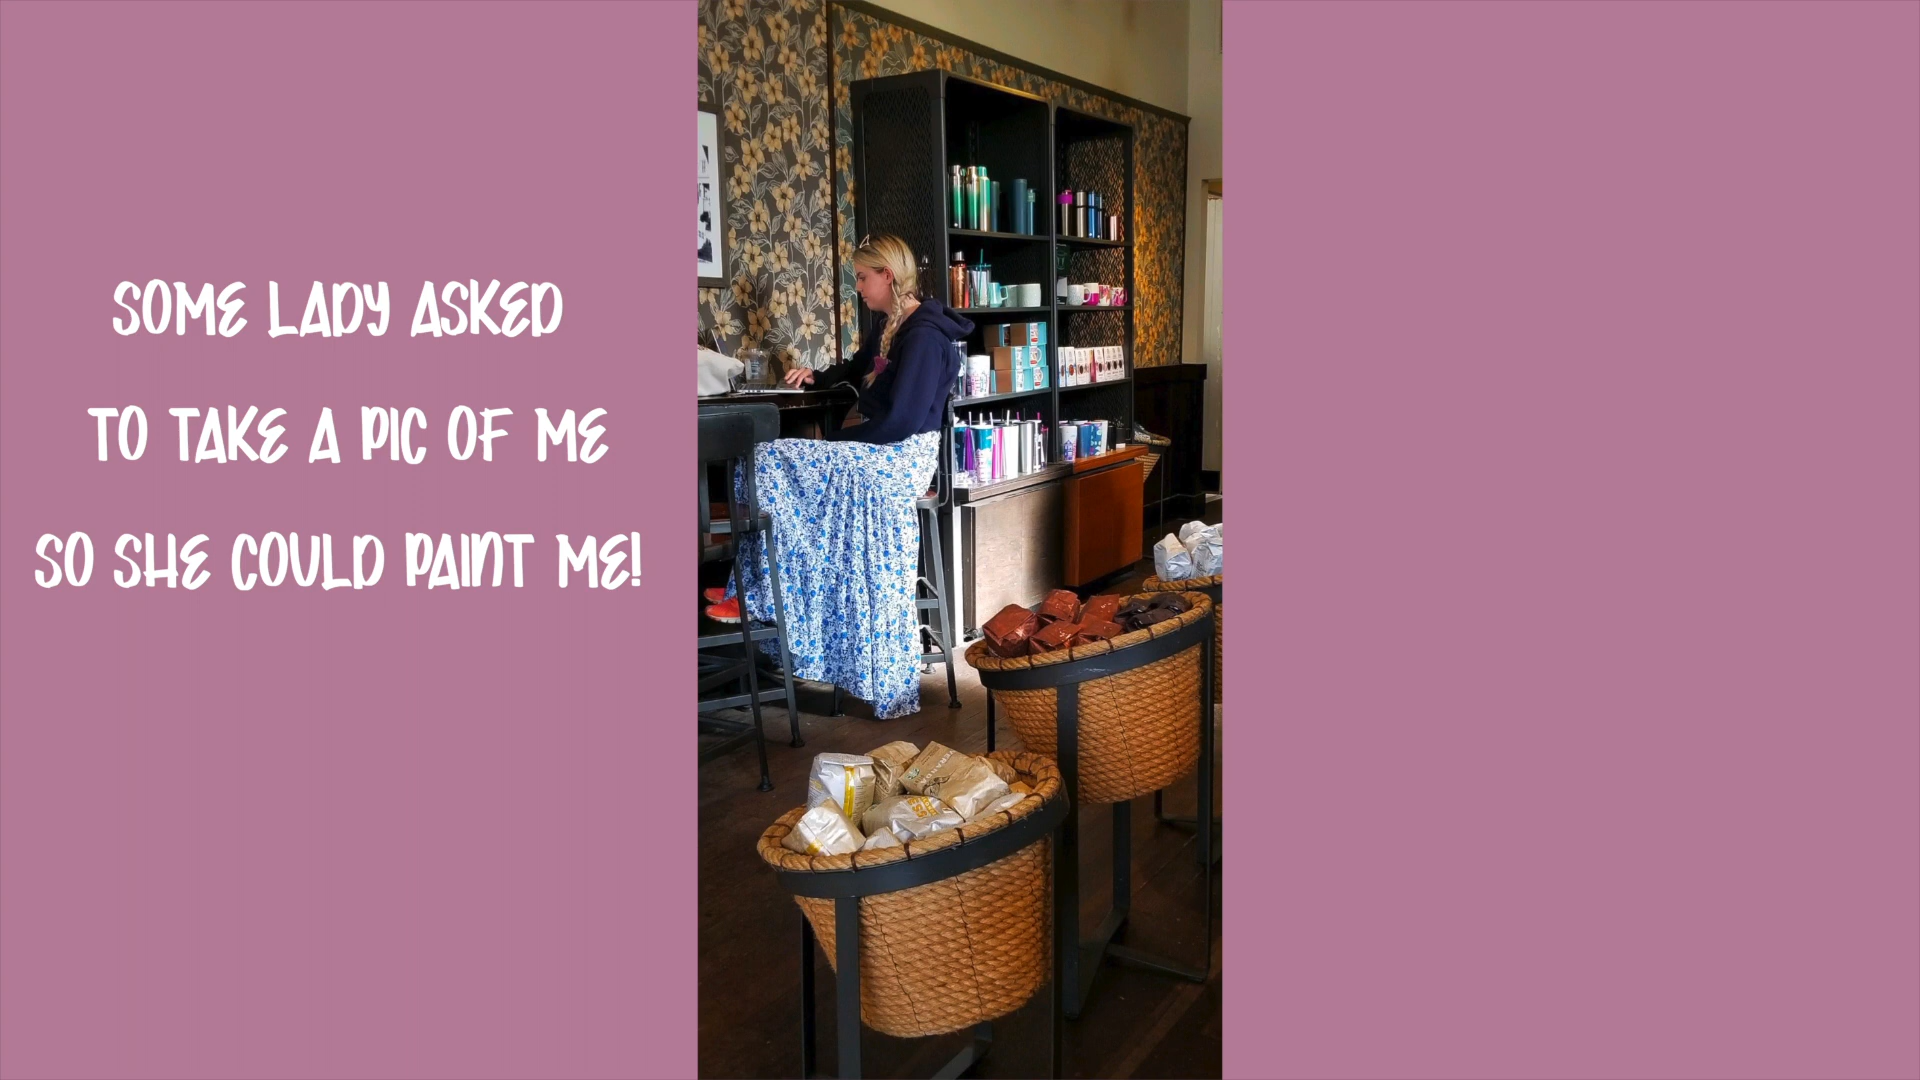 SOME LADY ASKED
TO TAKE A PIC OF ME
SO SHE COULD PAINT ME!